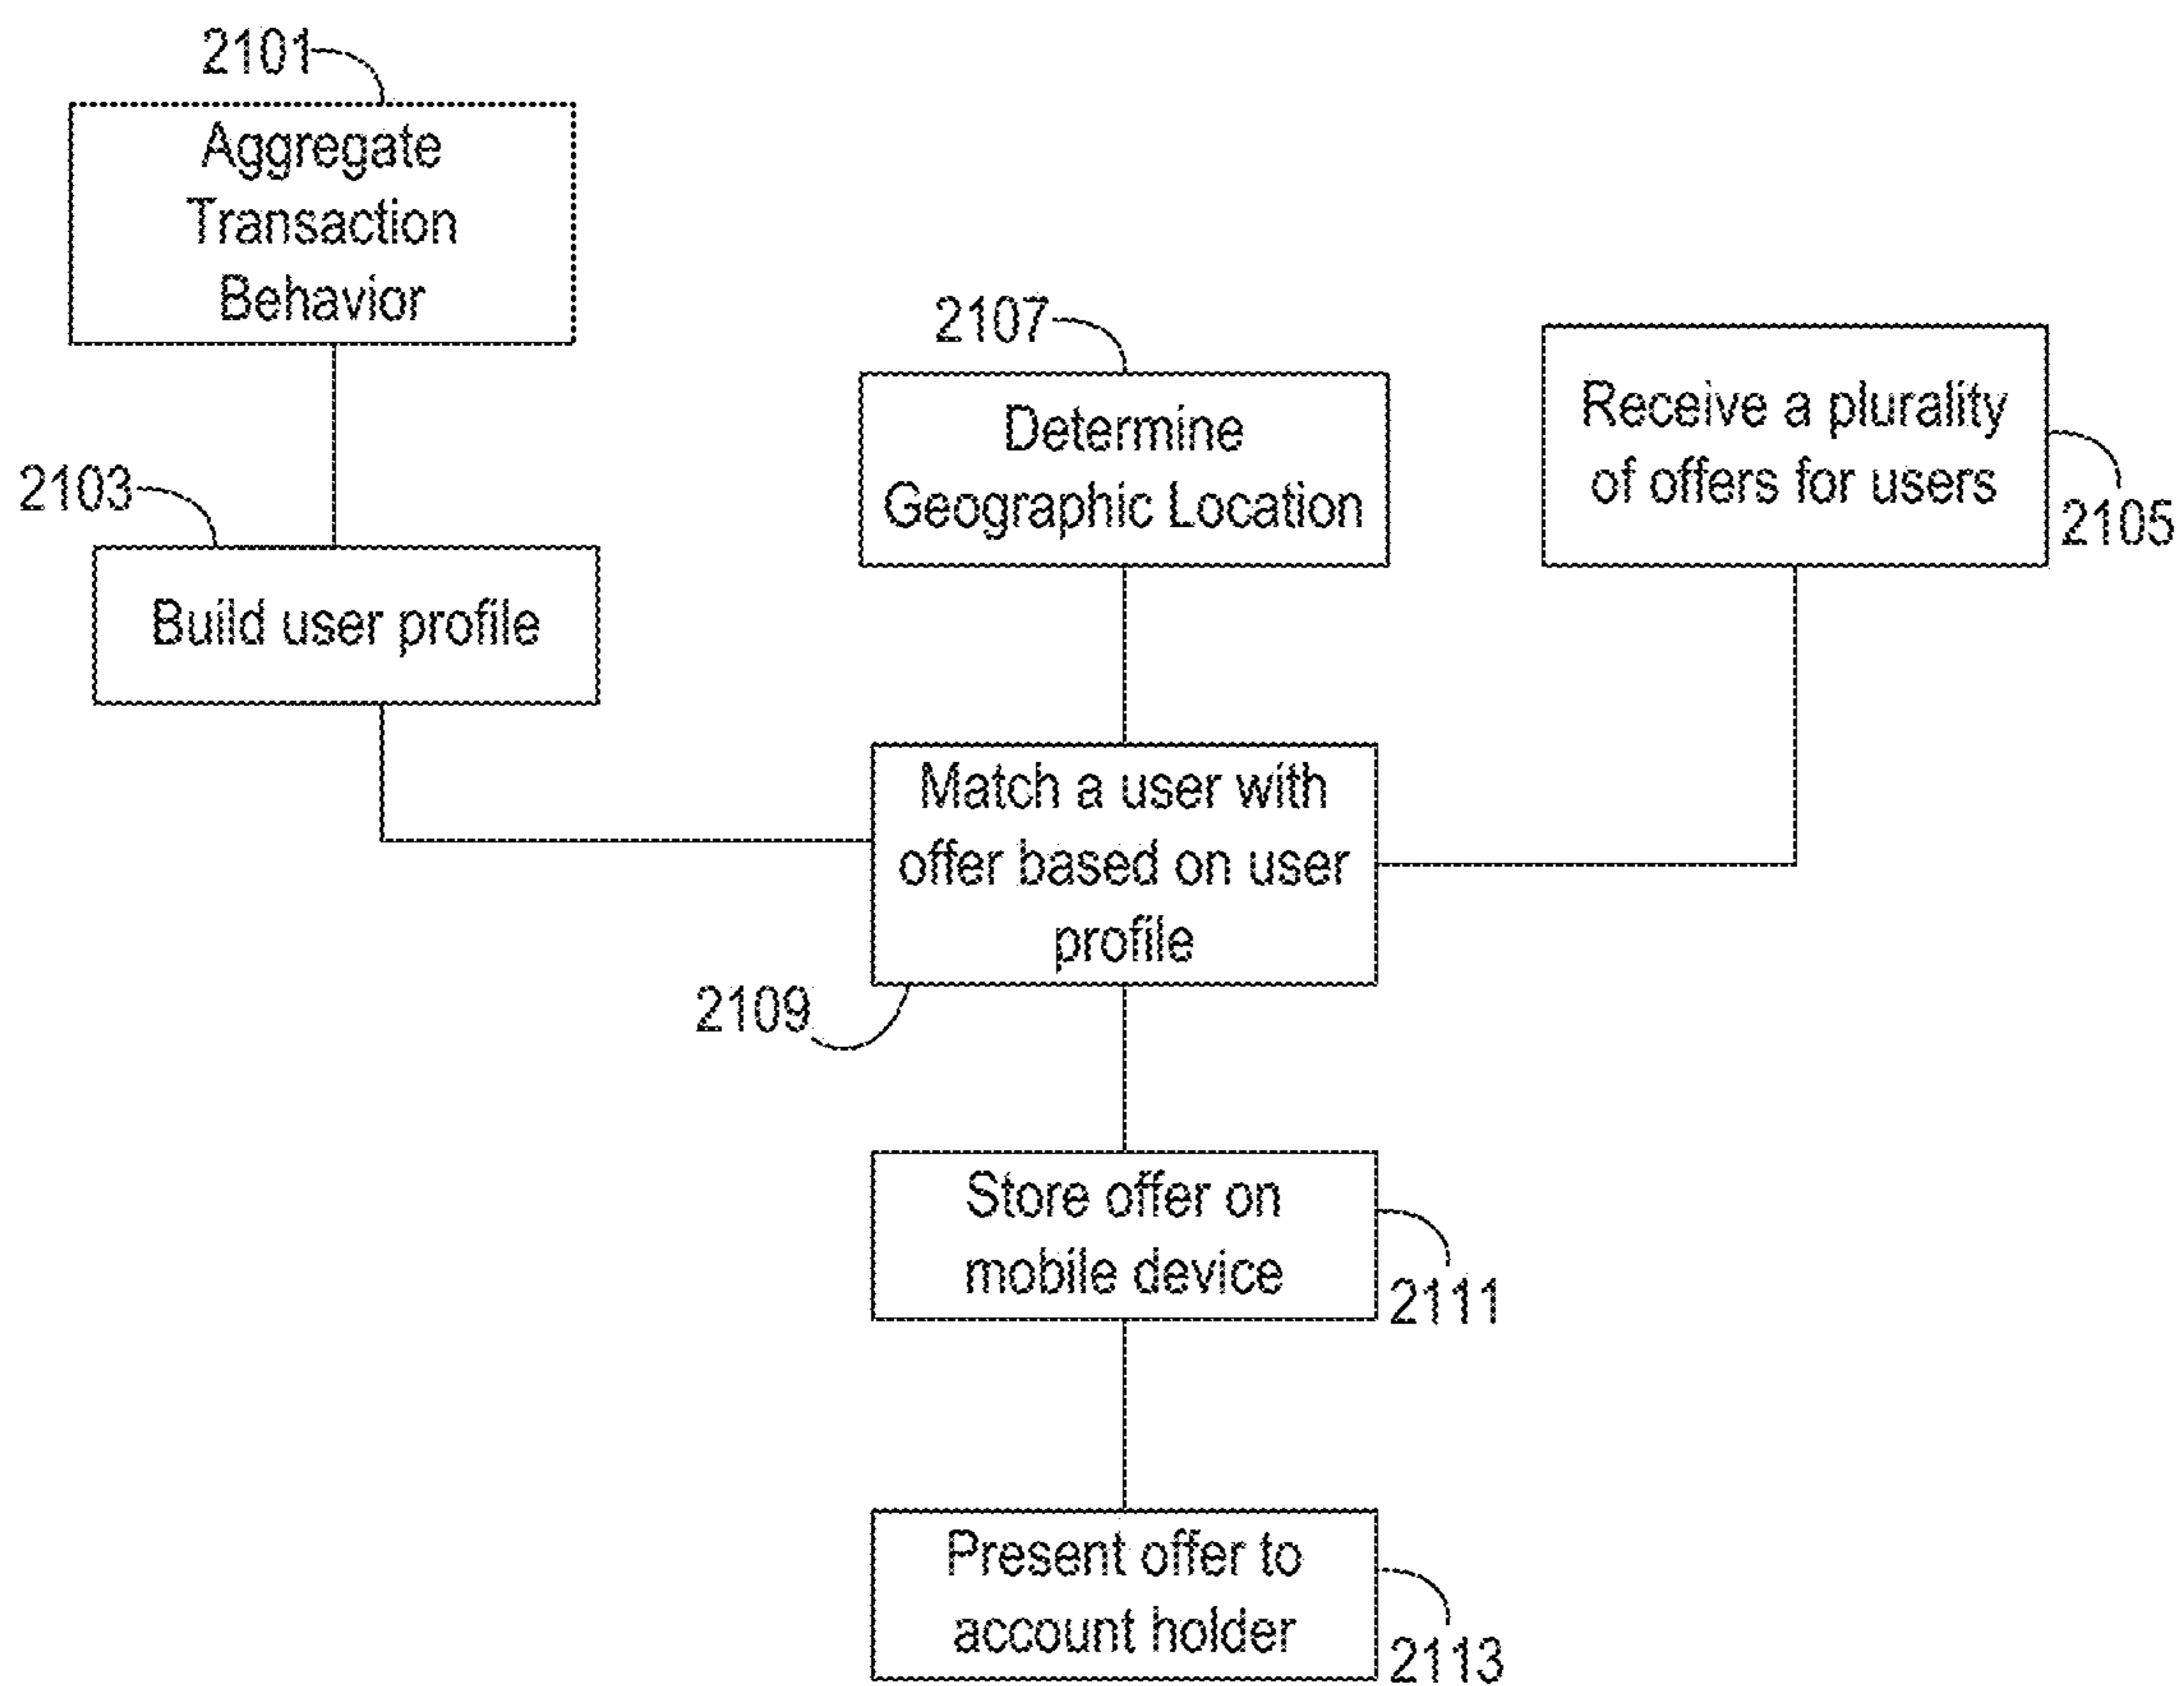 2101
Aggregate
Transaction
Behavior
2103
Build user profile
2107
Determine
Geographic Location
Receive a plurality
of offers for users
2105
Match a user with
offer based on user
profile
2109
Store offer on
mobile device
2111
Present offer to
account holder
2113